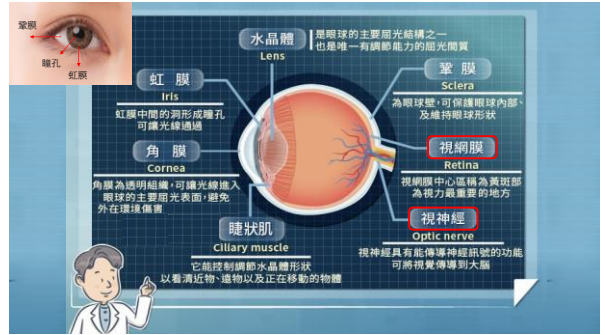 鞏膜
瞳孔
虹膜
水晶體
Lens
是眼球的主要屈光結構之一
也是唯一有調節能力的屈光間質
虹膜
Iris
虹膜中間的洞形成瞳孔
可讓光線通過
鞏膜
Sclera
為眼球壁,可保護眼球內部、
及維持眼球形狀
角膜
Cornea
角膜為透明組織,可讓光線進入
眼球的主要屈光表面,避免
外在環境傷害
視網膜
Retina
視網膜中心區稱為黃斑部
為視力最重要的地方
睫狀肌
Ciliary muscle
它能控制調節水晶體形狀
以看清近物、遠物以及正在移動的物體
視神經
Optic nerve
視神經具有能傳導神經訊號的功能
可將視覺傳導到大腦